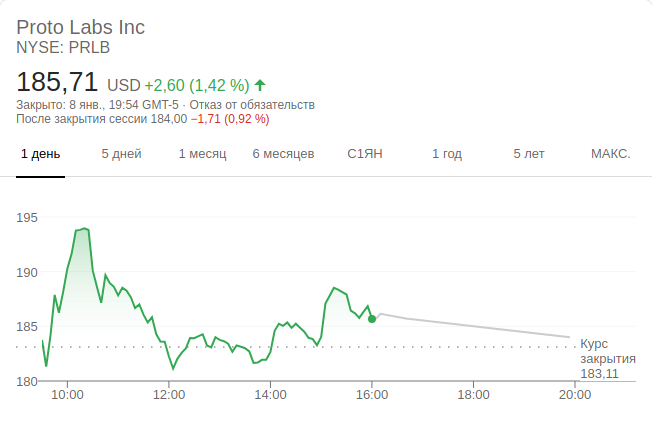 Proto Labs Inc
NYSE: PRLB
185,71 USD +2,60 (1,42 %)
Закрыто: 8 янв., 19:54 GMT-5 · Отказ от обязательств
После закрытия сессии 184,00 −1,71 (0,92 %)
1 день 5 дней 1 месяц 6 месяцев С1ЯН 1 год 5 лет МАКС.
195
190
185
Курс
закрытия
183,11
180
10:00 12:00 14:00 16:00 18:00 20:00